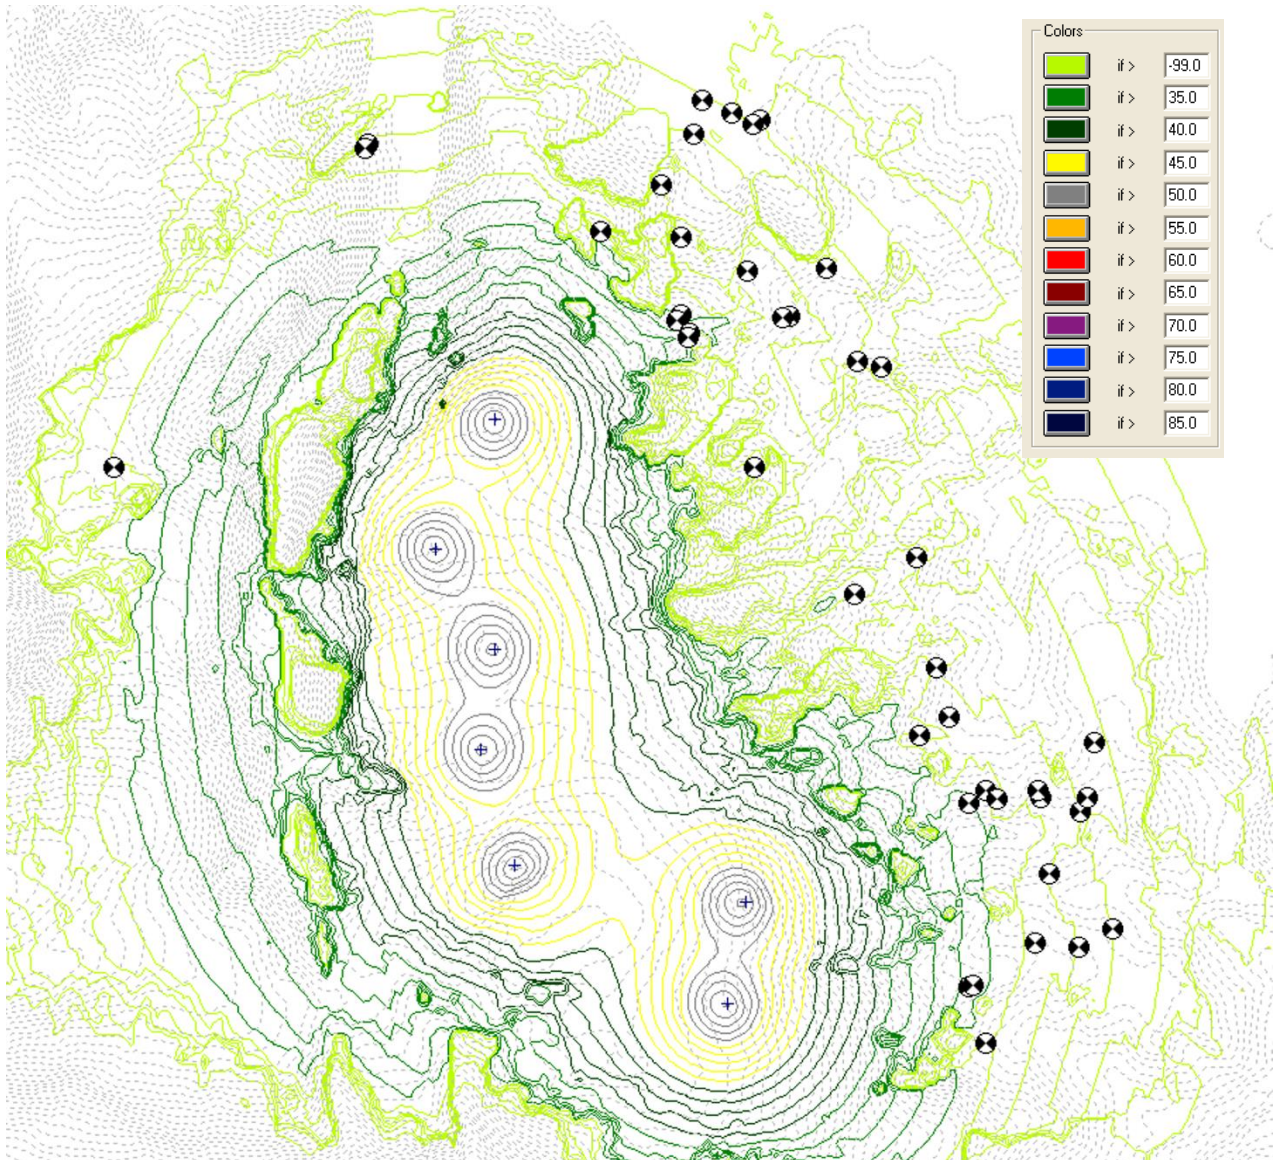 Colors
if > -99.0
if > 35.0
if > 40.0
if > 45.0
if > 50.0
if > 55.0
if > 60.0
if > 65.0
if > 70.0
if > 75.0
if > 80.0
if > 85.0